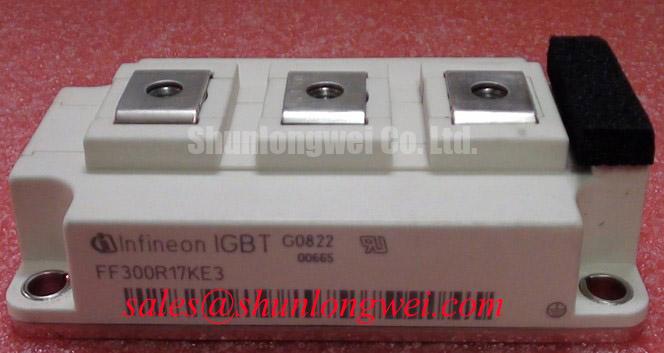 Shunlongwei Co. Ltd.
Infineon IGBT G0822
00665
FF300R17KE3
sales@shunlongwei.com